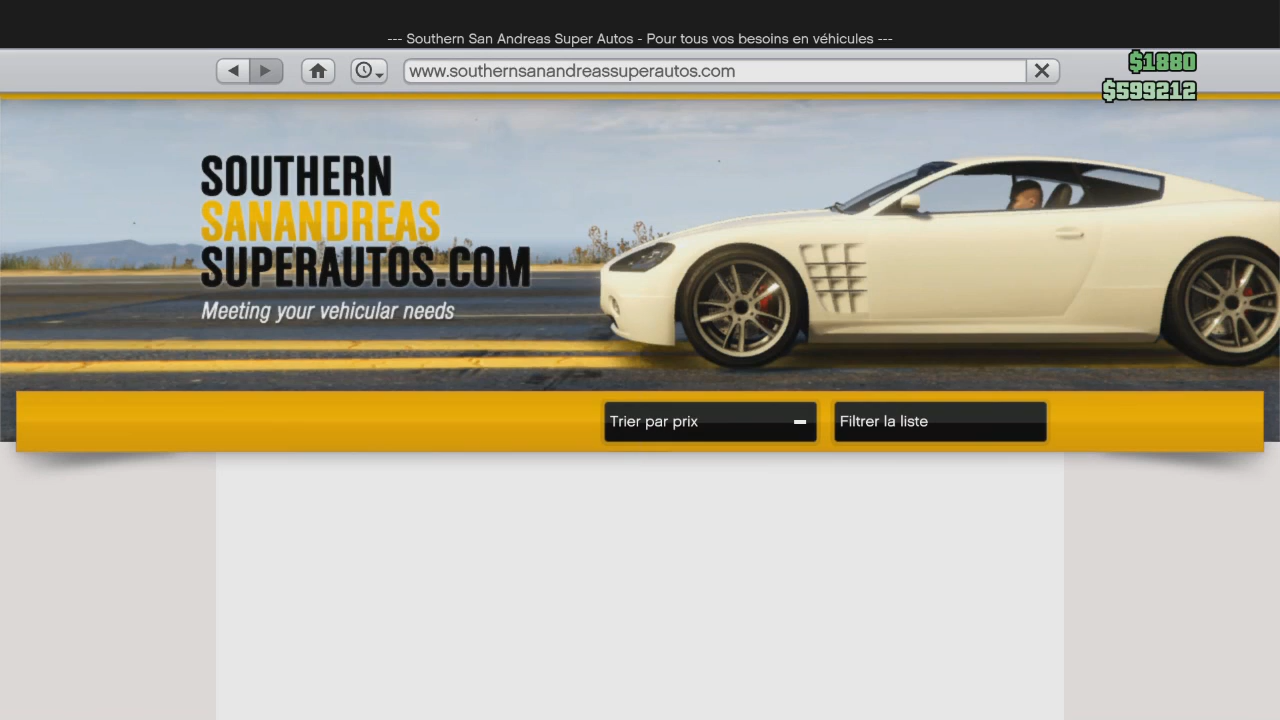 --- Southern San Andreas Super Autos - Pour tous vos besoins en véhicules ---
www.southernsanandreassuperautos.com
$1880
$599212
SOUTHERN
SANANDREAS
SUPERAUTOS.COM
Meeting your vehicular needs
Trier par prix
Filtrer la liste